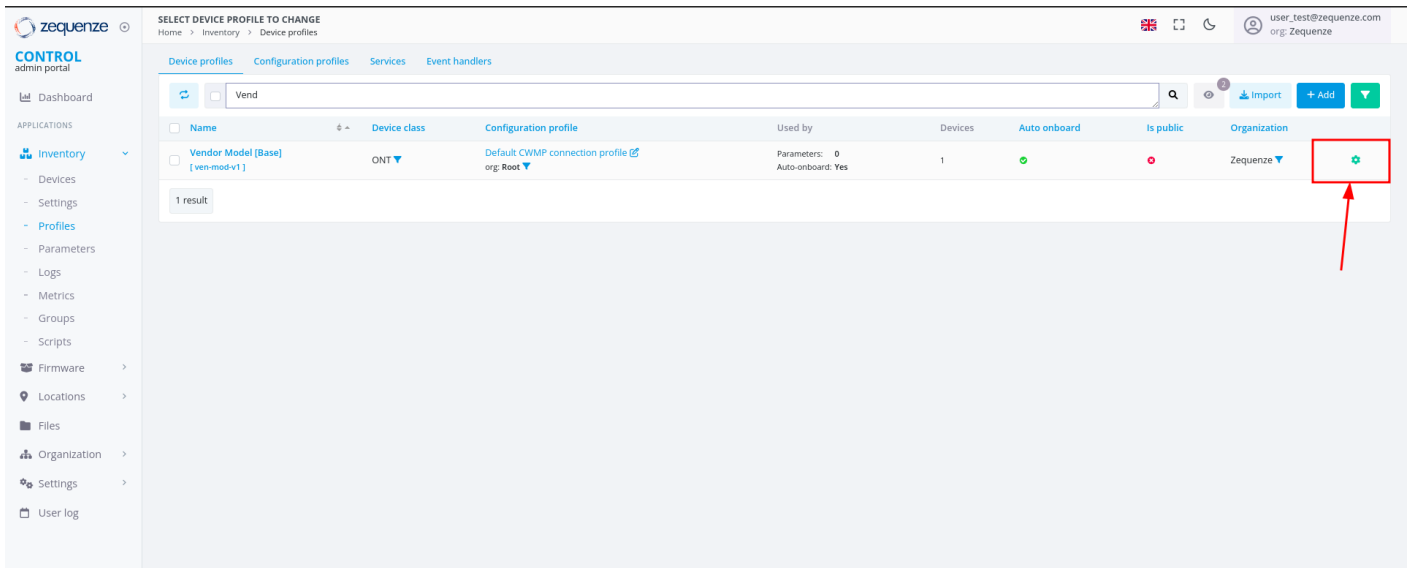 zequenze
CONTROL
admin portal
Dashboard
APPLICATIONS
Inventory
Devices
Settings
Profiles
Parameters
Logs
Metrics
Groups
Scripts
Firmware
Locations
Files
Organization
Settings
User log
SELECT DEVICE PROFILE TO CHANGE
Home > Inventory > Device profiles
user_test@zequenze.com
org: Zequenze
Device profiles Configuration profiles Services Event handlers
Vend 2 Import + Add
Name Device class Configuration profile Used by Devices Auto onboard Is public Organization
Vendor Model [Base] ONT Default CWMP connection profile Parameters: 0 1 Zequenze
[ ven-mod-v1 ] org: Root Auto-onboard: Yes
1 result